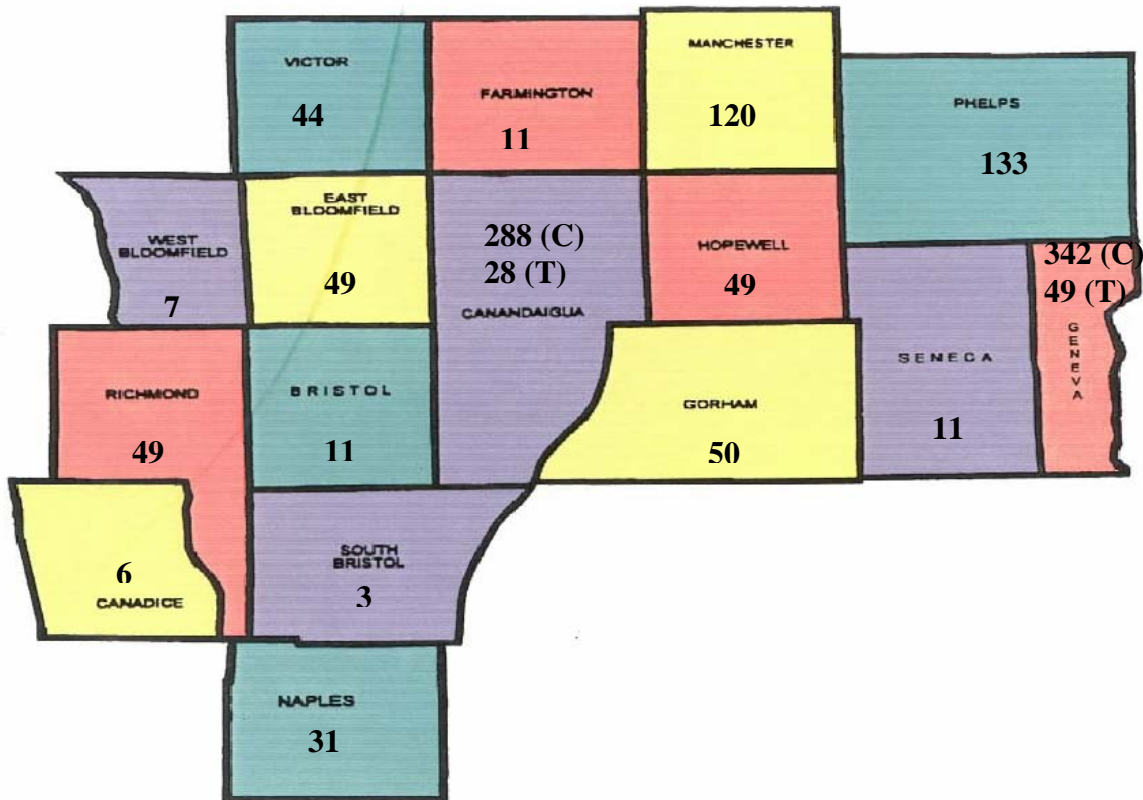 VICTOR
44
FARMINGTON
11
MANCHESTER
120
PHELPS
133
WEST
BLOOMFIELD
7
EAST
BLOOMFIELD
49
288 (C)
28 (T)
CANANDAIGUA
HOPEWELL
49
SENECA
11
342 (C)
49 (T)
GENEVA
RICHMOND
49
BRISTOL
11
GORHAM
50
6
CANADICE
SOUTH
BRISTOL
3
NAPLES
31